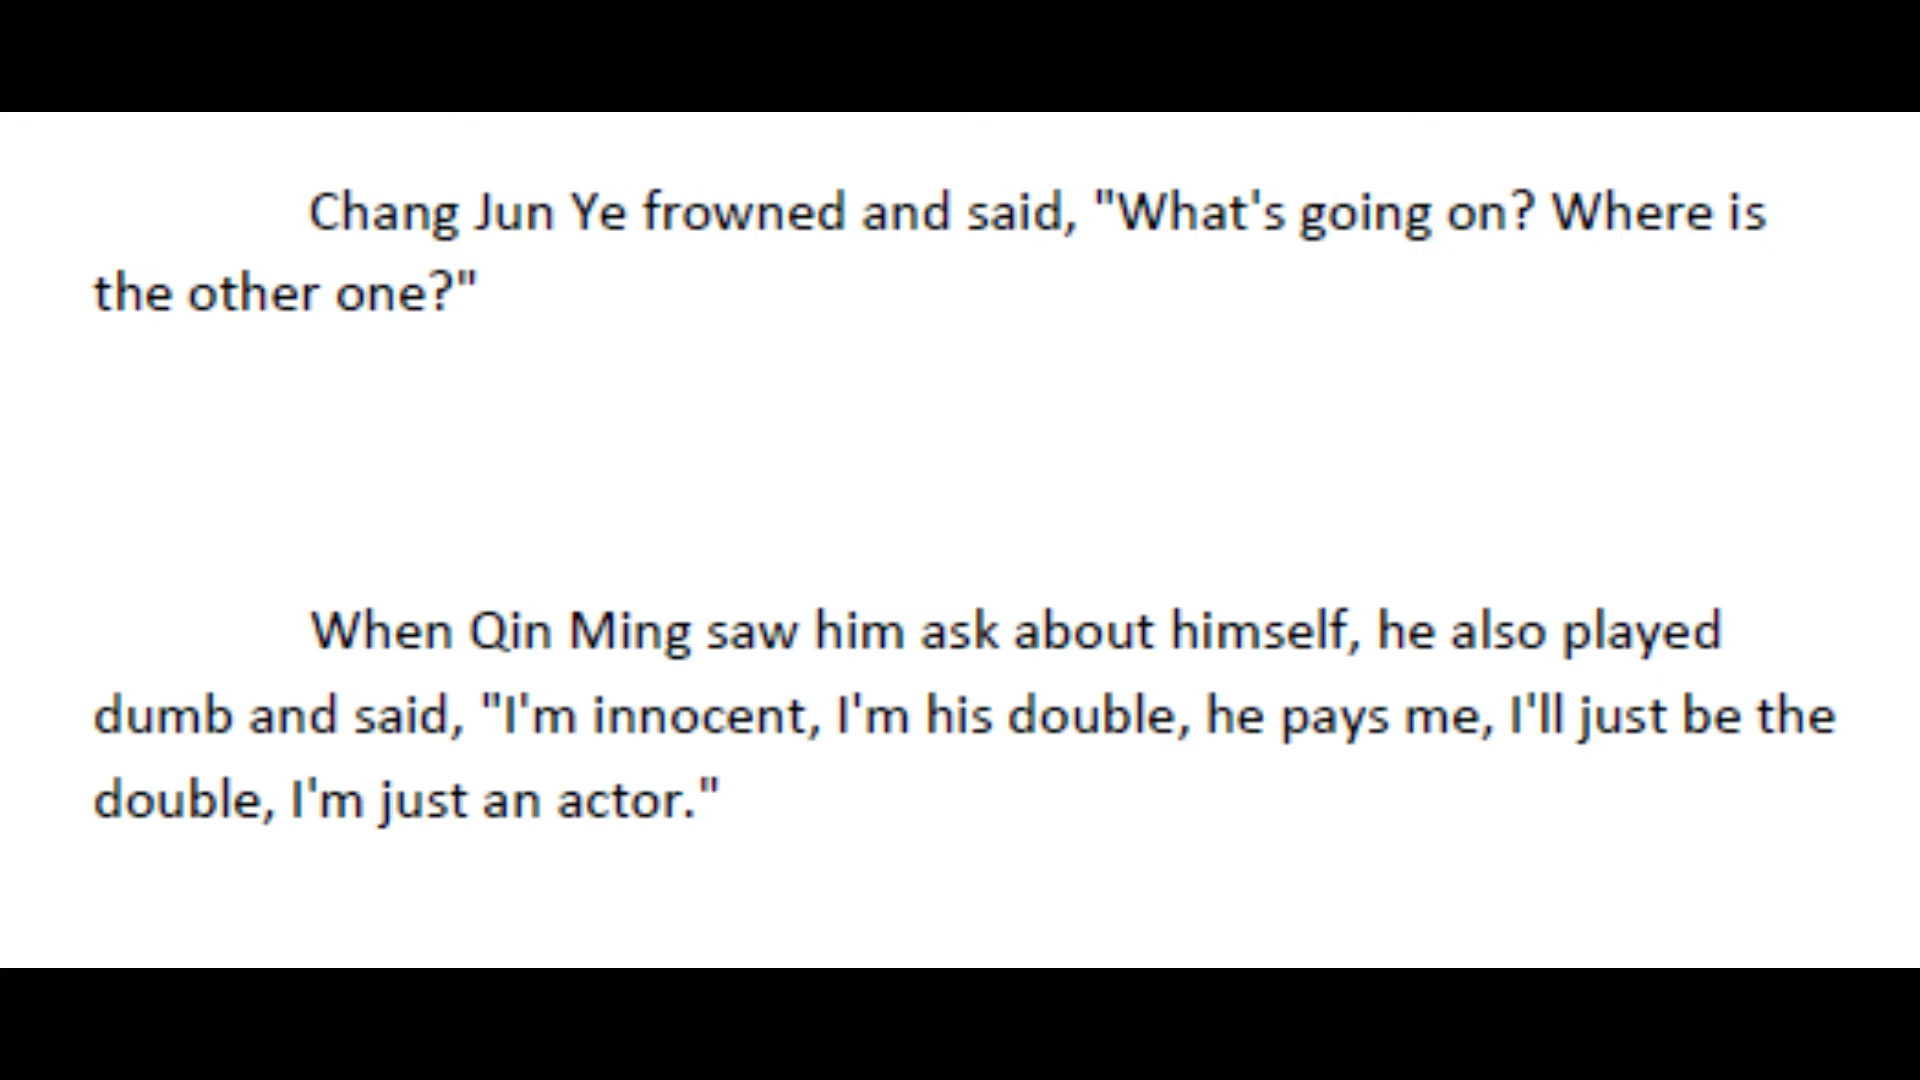 Chang Jun Ye frowned and said, "What's going on? Where is
the other one?"
When Qin Ming saw him ask about himself, he also played
dumb and said, "I'm innocent, I'm his double, he pays me, I'll just be the
double, I'm just an actor."